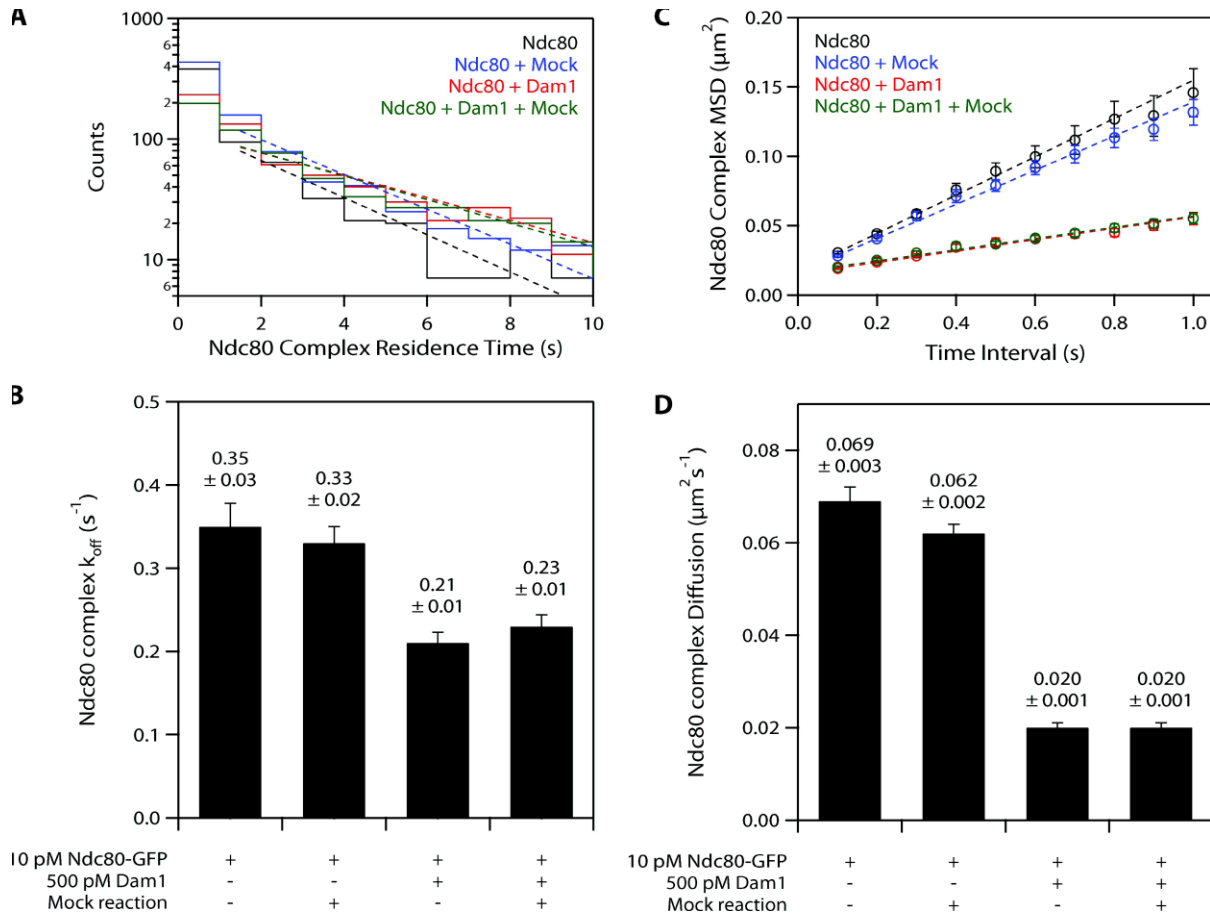 A
1000
6
4
2
100
6
4
2
10
6
Counts
Ndc80
Ndc80 + Mock
Ndc80 + Dam1
Ndc80 + Dam1 + Mock
0 2 4 6 8 10
Ndc80 Complex Residence Time (s)
C
0.20
0.15
0.10
0.05
0.00
Ndc80 Complex MSD (μm²)
Ndc80
Ndc80 + Mock
Ndc80 + Dam1
Ndc80 + Dam1 + Mock
0.0 0.2 0.4 0.6 0.8 1.0
Time Interval (s)
B
0.5
0.4
0.3
0.2
0.1
0.0
Ndc80 complex k_off (s⁻¹)
0.35
± 0.03
0.33
± 0.02
0.21
± 0.01
0.23
± 0.01
10 pM Ndc80-GFP + + + +
500 pM Dam1 - - + +
Mock reaction - + - +
D
0.08
0.06
0.04
0.02
0.00
Ndc80 complex Diffusion (μm² s⁻¹)
0.069
± 0.003
0.062
± 0.002
0.020
± 0.001
0.020
± 0.001
10 pM Ndc80-GFP + + + +
500 pM Dam1 - - + +
Mock reaction - + - +